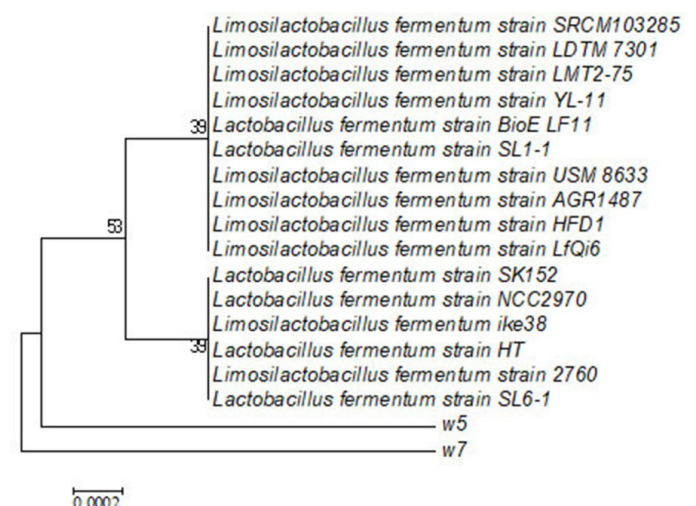 Limosilactobacillus fermentum strain SRCM103285
Limosilactobacillus fermentum strain LDTM 7301
Limosilactobacillus fermentum strain LMT2-75
Limosilactobacillus fermentum strain YL-11
39
Lactobacillus fermentum strain BioE LF11
Lactobacillus fermentum strain SL1-1
Limosilactobacillus fermentum strain USM 8633
Limosilactobacillus fermentum strain AGR1487
53
Limosilactobacillus fermentum strain HFD1
Limosilactobacillus fermentum strain LfQi6
Lactobacillus fermentum strain SK152
Lactobacillus fermentum strain NCC2970
Limosilactobacillus fermentum ike38
39
Lactobacillus fermentum strain HT
Limosilactobacillus fermentum strain 2760
Lactobacillus fermentum strain SL6-1
w5
w7
0.0002